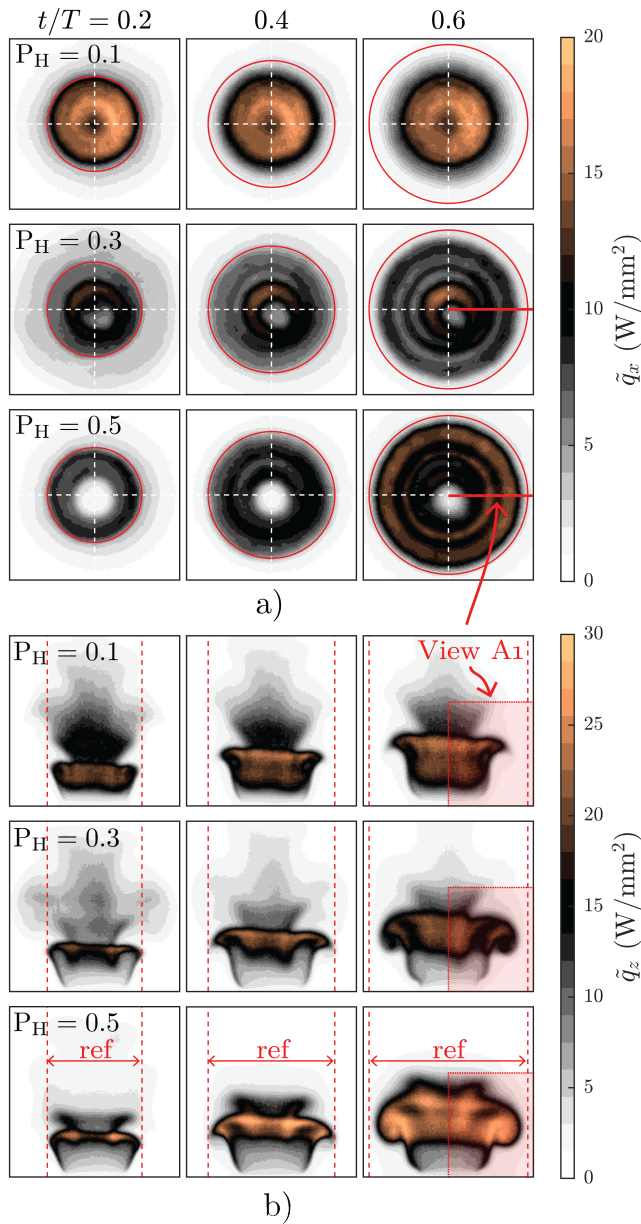 t/T = 0.2 0.4 0.6
P_H = 0.1
P_H = 0.3
P_H = 0.5
20
15
10
5
0
q̃_x (W/mm²)
a)
P_H = 0.1
View A1
P_H = 0.3
P_H = 0.5
ref ref ref
30
25
20
15
10
5
0
q̃_z (W/mm²)
b)